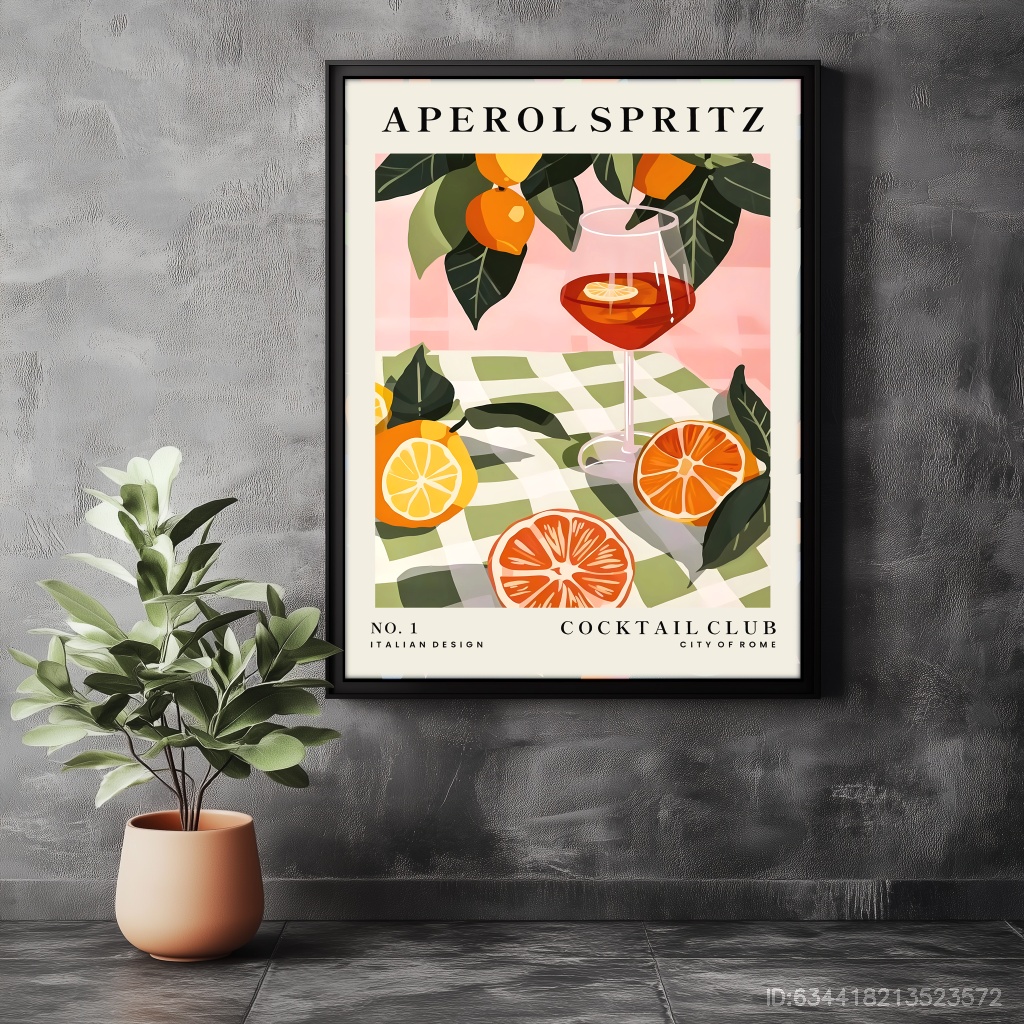 APEROL SPRITZ
NO. 1
ITALIAN DESIGN
COCKTAIL CLUB
CITY OF ROME
ID:634418213523572